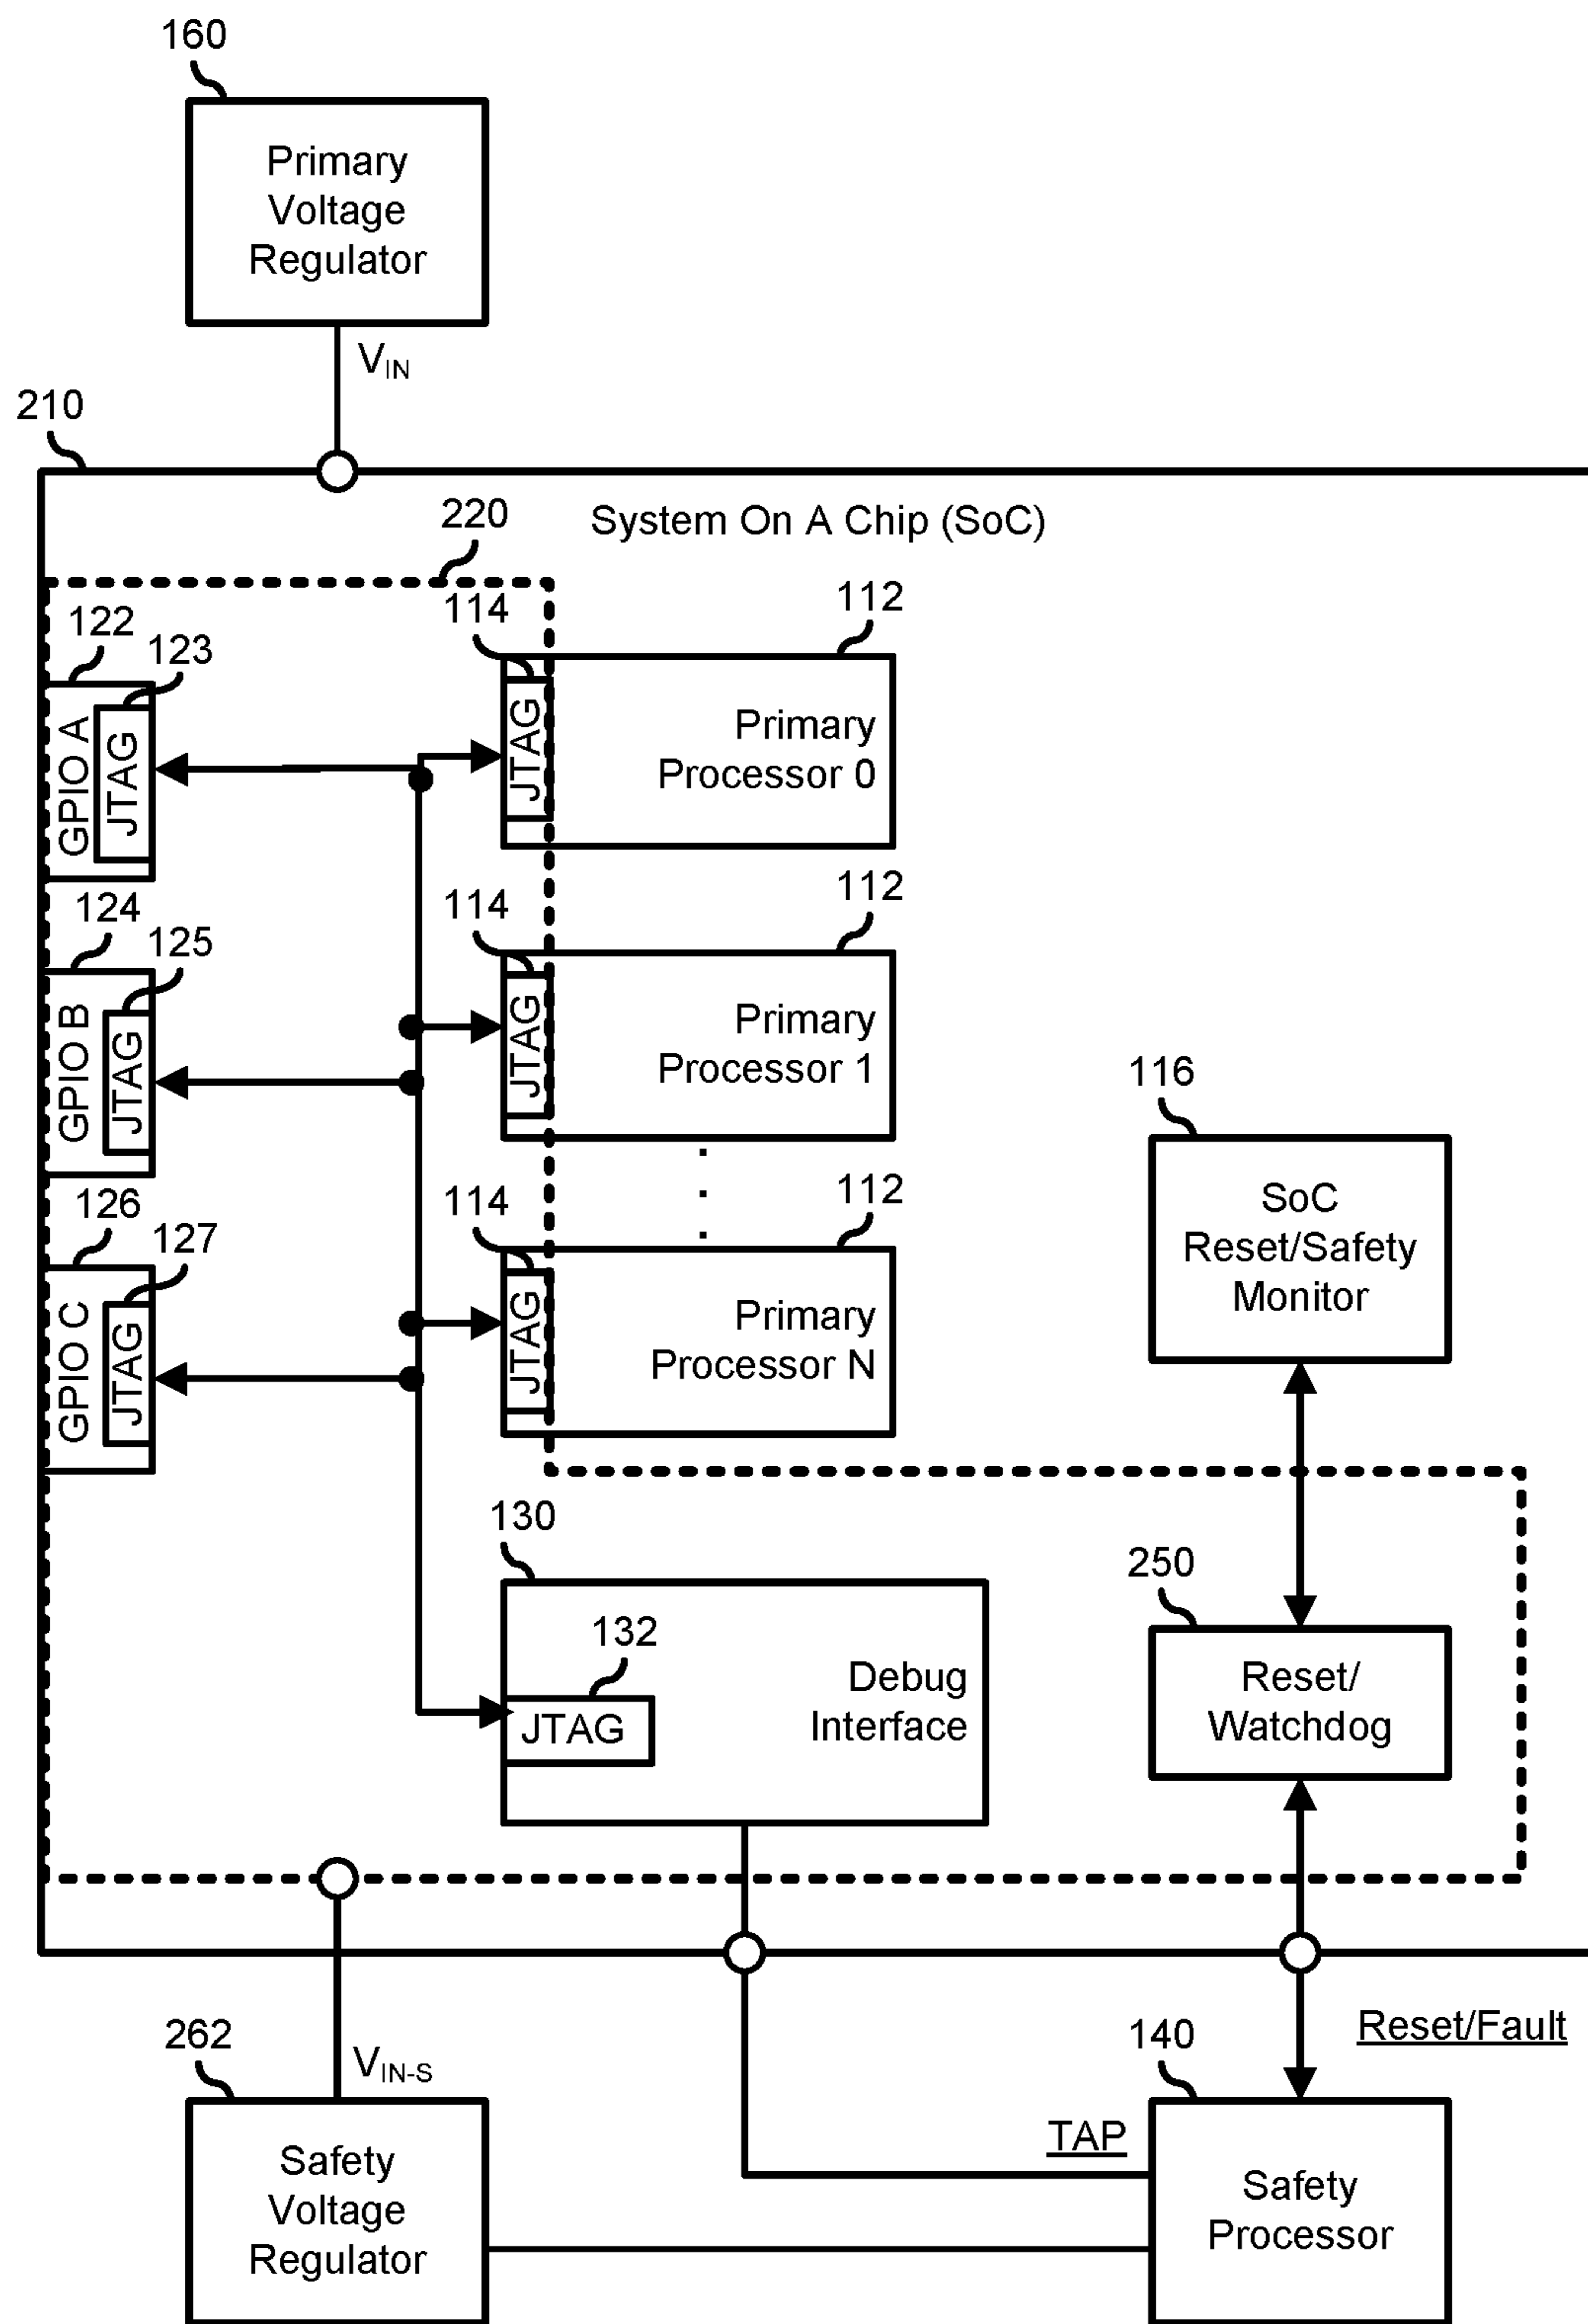 160
Primary
Voltage
Regulator
VIN
210
220
System On A Chip (SoC)
122
123
GPIO A
JTAG
114
112
JTAG
Primary
Processor 0
124
125
GPIO B
JTAG
114
112
JTAG
Primary
Processor 1
126
127
GPIO C
JTAG
114
112
JTAG
Primary
Processor N
116
SoC
Reset/Safety
Monitor
130
132
JTAG
Debug
Interface
250
Reset/
Watchdog
262
VIN-S
Safety
Voltage
Regulator
TAP
140
Reset/Fault
Safety
Processor